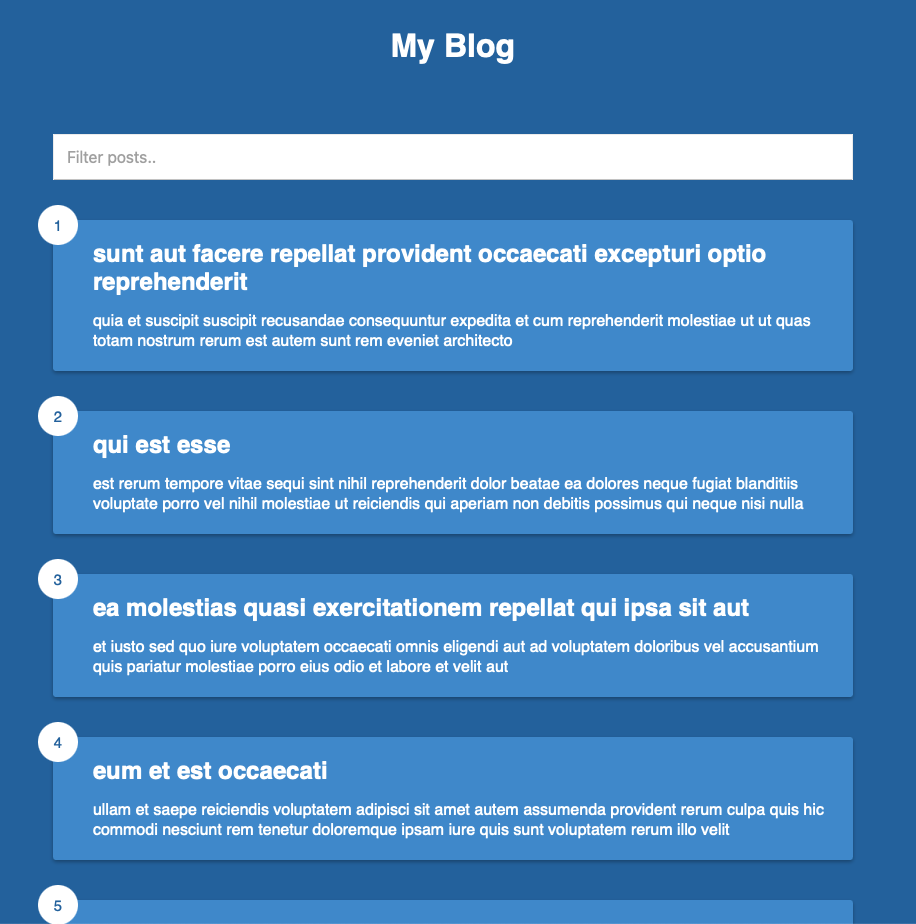 My Blog
Filter posts..
1
sunt aut facere repellat provident occaecati excepturi optio
reprehenderit
quia et suscipit suscipit recusandae consequuntur expedita et cum reprehenderit molestiae ut ut quas
totam nostrum rerum est autem sunt rem eveniet architecto
2
qui est esse
est rerum tempore vitae sequi sint nihil reprehenderit dolor beatae ea dolores neque fugiat blanditiis
voluptate porro vel nihil molestiae ut reiciendis qui aperiam non debitis possimus qui neque nisi nulla
3
ea molestias quasi exercitationem repellat qui ipsa sit aut
et iusto sed quo iure voluptatem occaecati omnis eligendi aut ad voluptatem doloribus vel accusantium
quis pariatur molestiae porro eius odio et labore et velit aut
4
eum et est occaecati
ullam et saepe reiciendis voluptatem adipisci sit amet autem assumenda provident rerum culpa quis hic
commodi nesciunt rem tenetur doloremque ipsam iure quis sunt voluptatem rerum illo velit
5